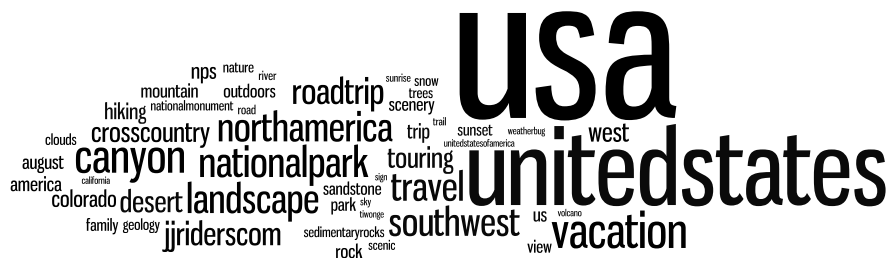 usa
nps nature river
mountain outdoors roadtrip sunrise snow
trees
hiking nationalmonument road scenery
clouds crosscountry northamerica trip trail sunset weatherbug west
unitedstatesofamerica
august canyon nationalpark touring unitedstates
america california sign
colorado desert landscape sandstone travel
park sky
tiwonge
family geology jjriderscom sedimentaryrocks southwest us volcano vacation
rock scenic view